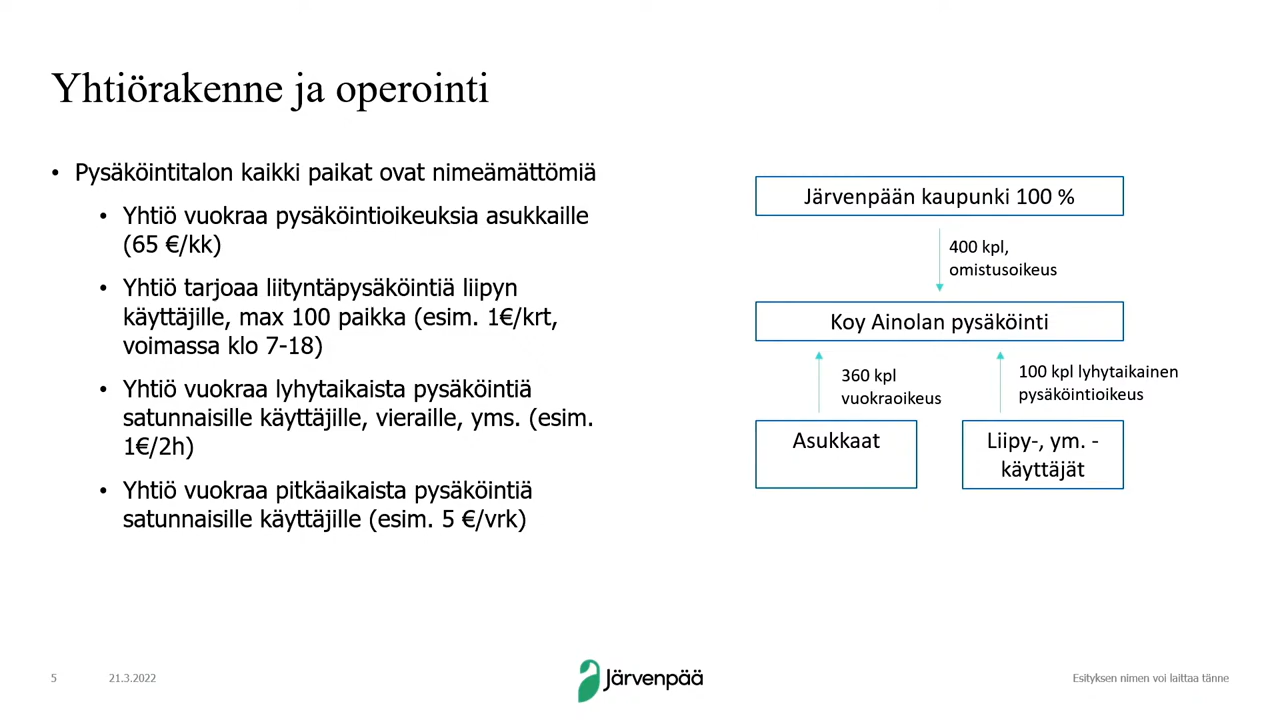 Yhtiörakenne ja operointi
• Pysäköintitalon kaikki paikat ovat nimeämättömiä
• Yhtiö vuokraa pysäköintioikeuksia asukkaille
(65 €/kk)
• Yhtiö tarjoaa liityntäpysäköintiä liipyn
käyttäjille, max 100 paikka (esim. 1€/krt,
voimassa klo 7-18)
• Yhtiö vuokraa lyhytaikaista pysäköintiä
satunnaisille käyttäjille, vieraille, yms. (esim.
1€/2h)
• Yhtiö vuokraa pitkäaikaista pysäköintiä
satunnaisille käyttäjille (esim. 5 €/vrk)
Järvenpään kaupunki 100 %
400 kpl,
omistusoikeus
Koy Ainolan pysäköinti
360 kpl
vuokraoikeus
100 kpl lyhytaikainen
pysäköintioikeus
Asukkaat
Liipy-, ym. -
käyttäjät
5
21.3.2022
Järvenpää
Esityksen nimen voi laittaa tänne